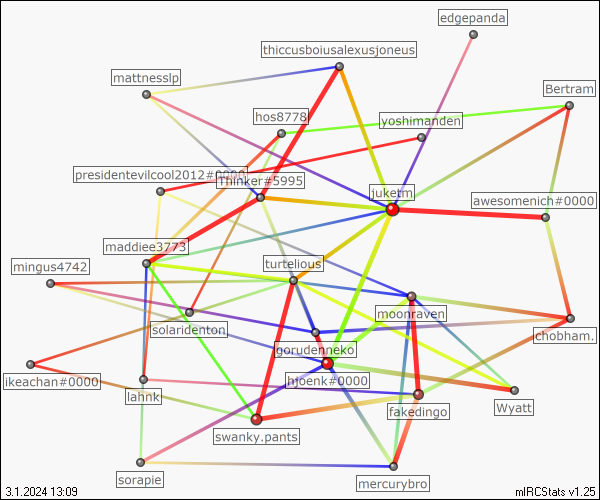 edgepanda
thiccusboiusalexusjoneus
mattnesslp
Bertram
hos8778
yoshimanden
presidentevilcool2012#0000
Thinker#5995
juketm
awesomenich#0000
maddiee3773
mingus4742
turtelious
moonraven
solaridenton
chobham.
gorudenneko
ikeachan#0000
hjoenk#0000
lahnk
Wyatt
fakedingo
swanky.pants
sorapie
mercurybro
3.1.2024 13:09
mIRCStats v1.25